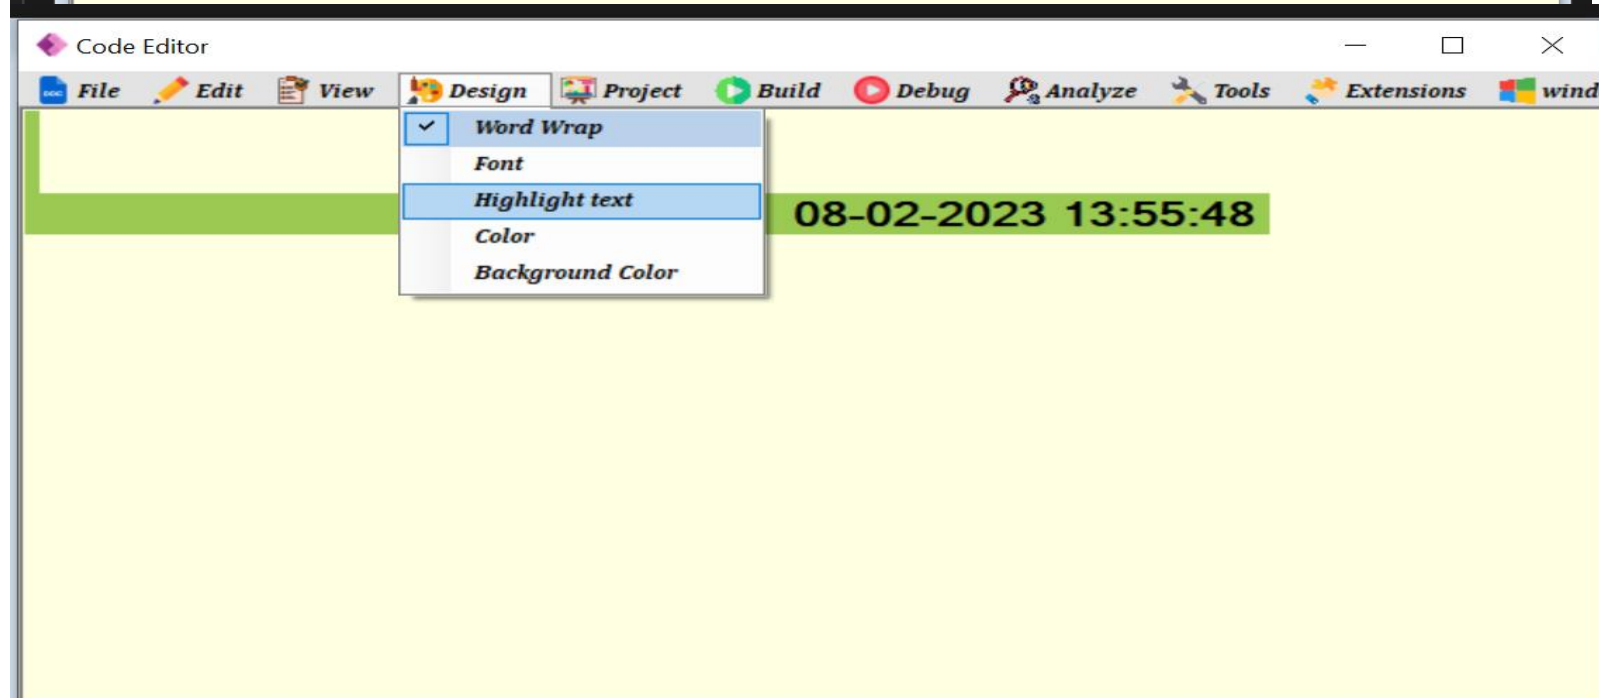 Code Editor
File Edit View Design Project Build Debug Analyze Tools Extensions wind
Word Wrap
Font
Highlight text
08-02-2023 13:55:48
Color
Background Color